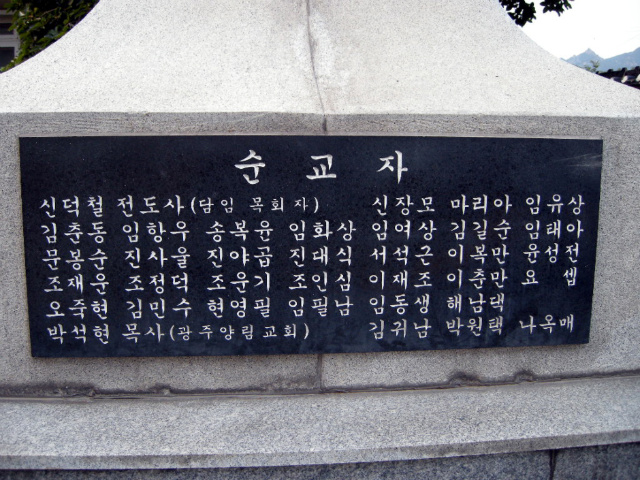 순 교 자
신덕철 전도사(담임 목회자) 신장모 마리아 임유상
김춘동 임항우 송복윤 임화상 임여상 김길순 임태아
문봉순 진사울 진야곱 진대식 서석근 이복만 윤성전
조재운 조정덕 조운기 조인심 이재조 이춘만 요 셉
오죽현 김민수 현영필 임필남 임동생 해남댁
박석현 목사(광주양림교회) 김귀남 박원택 나옥매